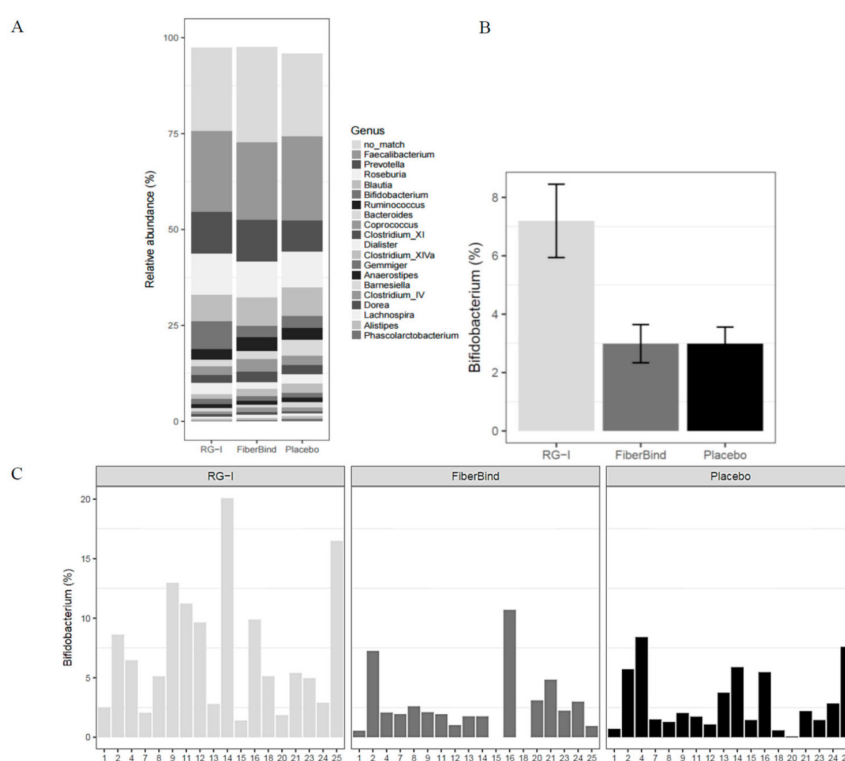 A
B
100
75
50
25
0
Relative abundance (%)
RG-I
FiberBind
Placebo
Genus
no_match
Faecalibacterium
Prevotella
Roseburia
Blautia
Bifidobacterium
Ruminococcus
Bacteroides
Coprococcus
Clostridium_XI
Dialister
Clostridium_XIVa
Gemmiger
Anaerostipes
Barnesiella
Clostridium_IV
Dorea
Lachnospira
Alistipes
Phascolarctobacterium
8
6
4
2
0
Bifidobacterium (%)
RG-I
FiberBind
Placebo
C
RG-I
FiberBind
Placebo
20
15
10
5
0
Bifidobacterium (%)
1 2 4 7 8 9 11 12 13 14 15 16 18 20 21 23 24 25
1 2 4 7 8 9 10 11 12 13 14 15 16 18 20 21 23 24 25
1 2 4 7 8 9 10 11 12 13 14 15 16 18 20 21 23 24